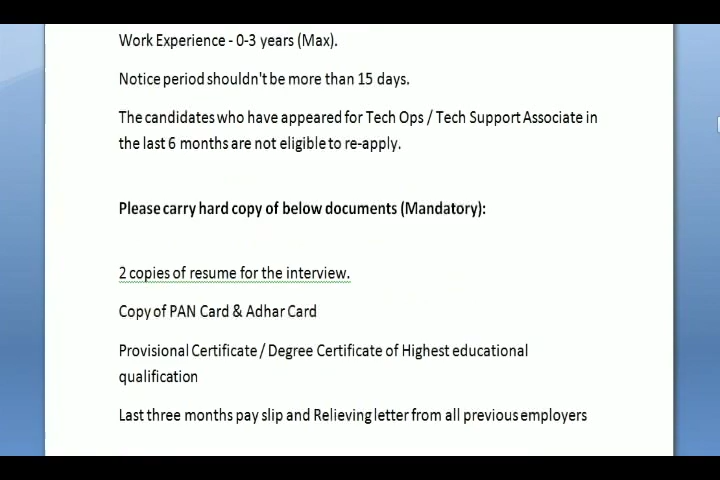 Work Experience - 0-3 years (Max).
Notice period shouldn't be more than 15 days.
The candidates who have appeared for Tech Ops / Tech Support Associate in
the last 6 months are not eligible to re-apply.
Please carry hard copy of below documents (Mandatory):
2 copies of resume for the interview.
Copy of PAN Card & Adhar Card
Provisional Certificate / Degree Certificate of Highest educational
qualification
Last three months pay slip and Relieving letter from all previous employers